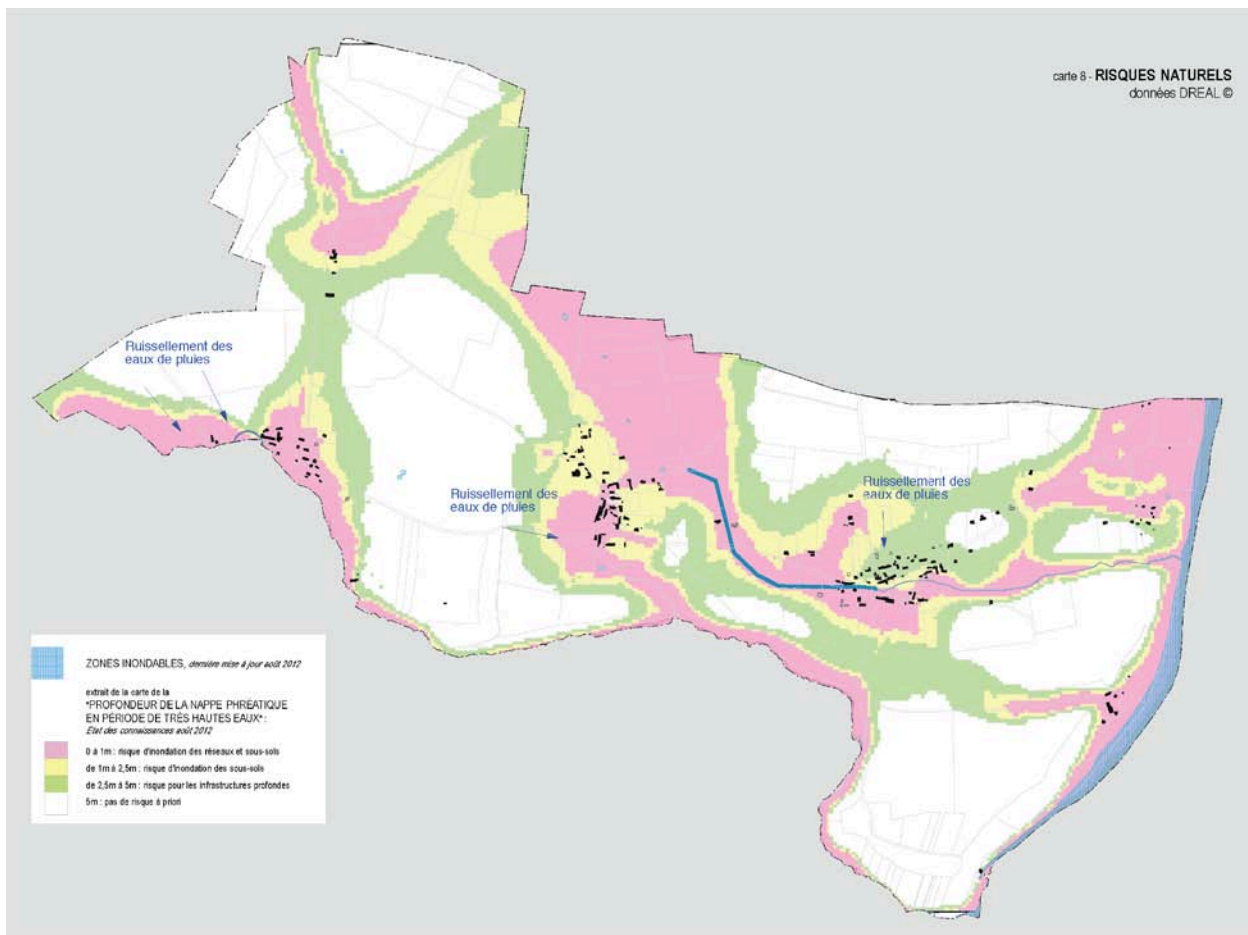 carte 8 - RISQUES NATURELS
données DREAL ©
Ruissellement des
eaux de pluies
Ruissellement des
eaux de pluies
Ruissellement des
eaux de pluies
ZONES INONDABLES, dernière mise à jour août 2012
extrait de la carte de la
"PROFONDEUR DE LA NAPPE PHRÉATIQUE
EN PÉRIODE DE TRÈS HAUTES EAUX" :
Etat des connaissances août 2012
0 à 1m : risque d'inondation des réseaux et sous-sols
de 1m à 2,5m : risque d'inondation des sous-sols
de 2,5m à 5m : risque pour les infrastructures profondes
5m : pas de risque à priori